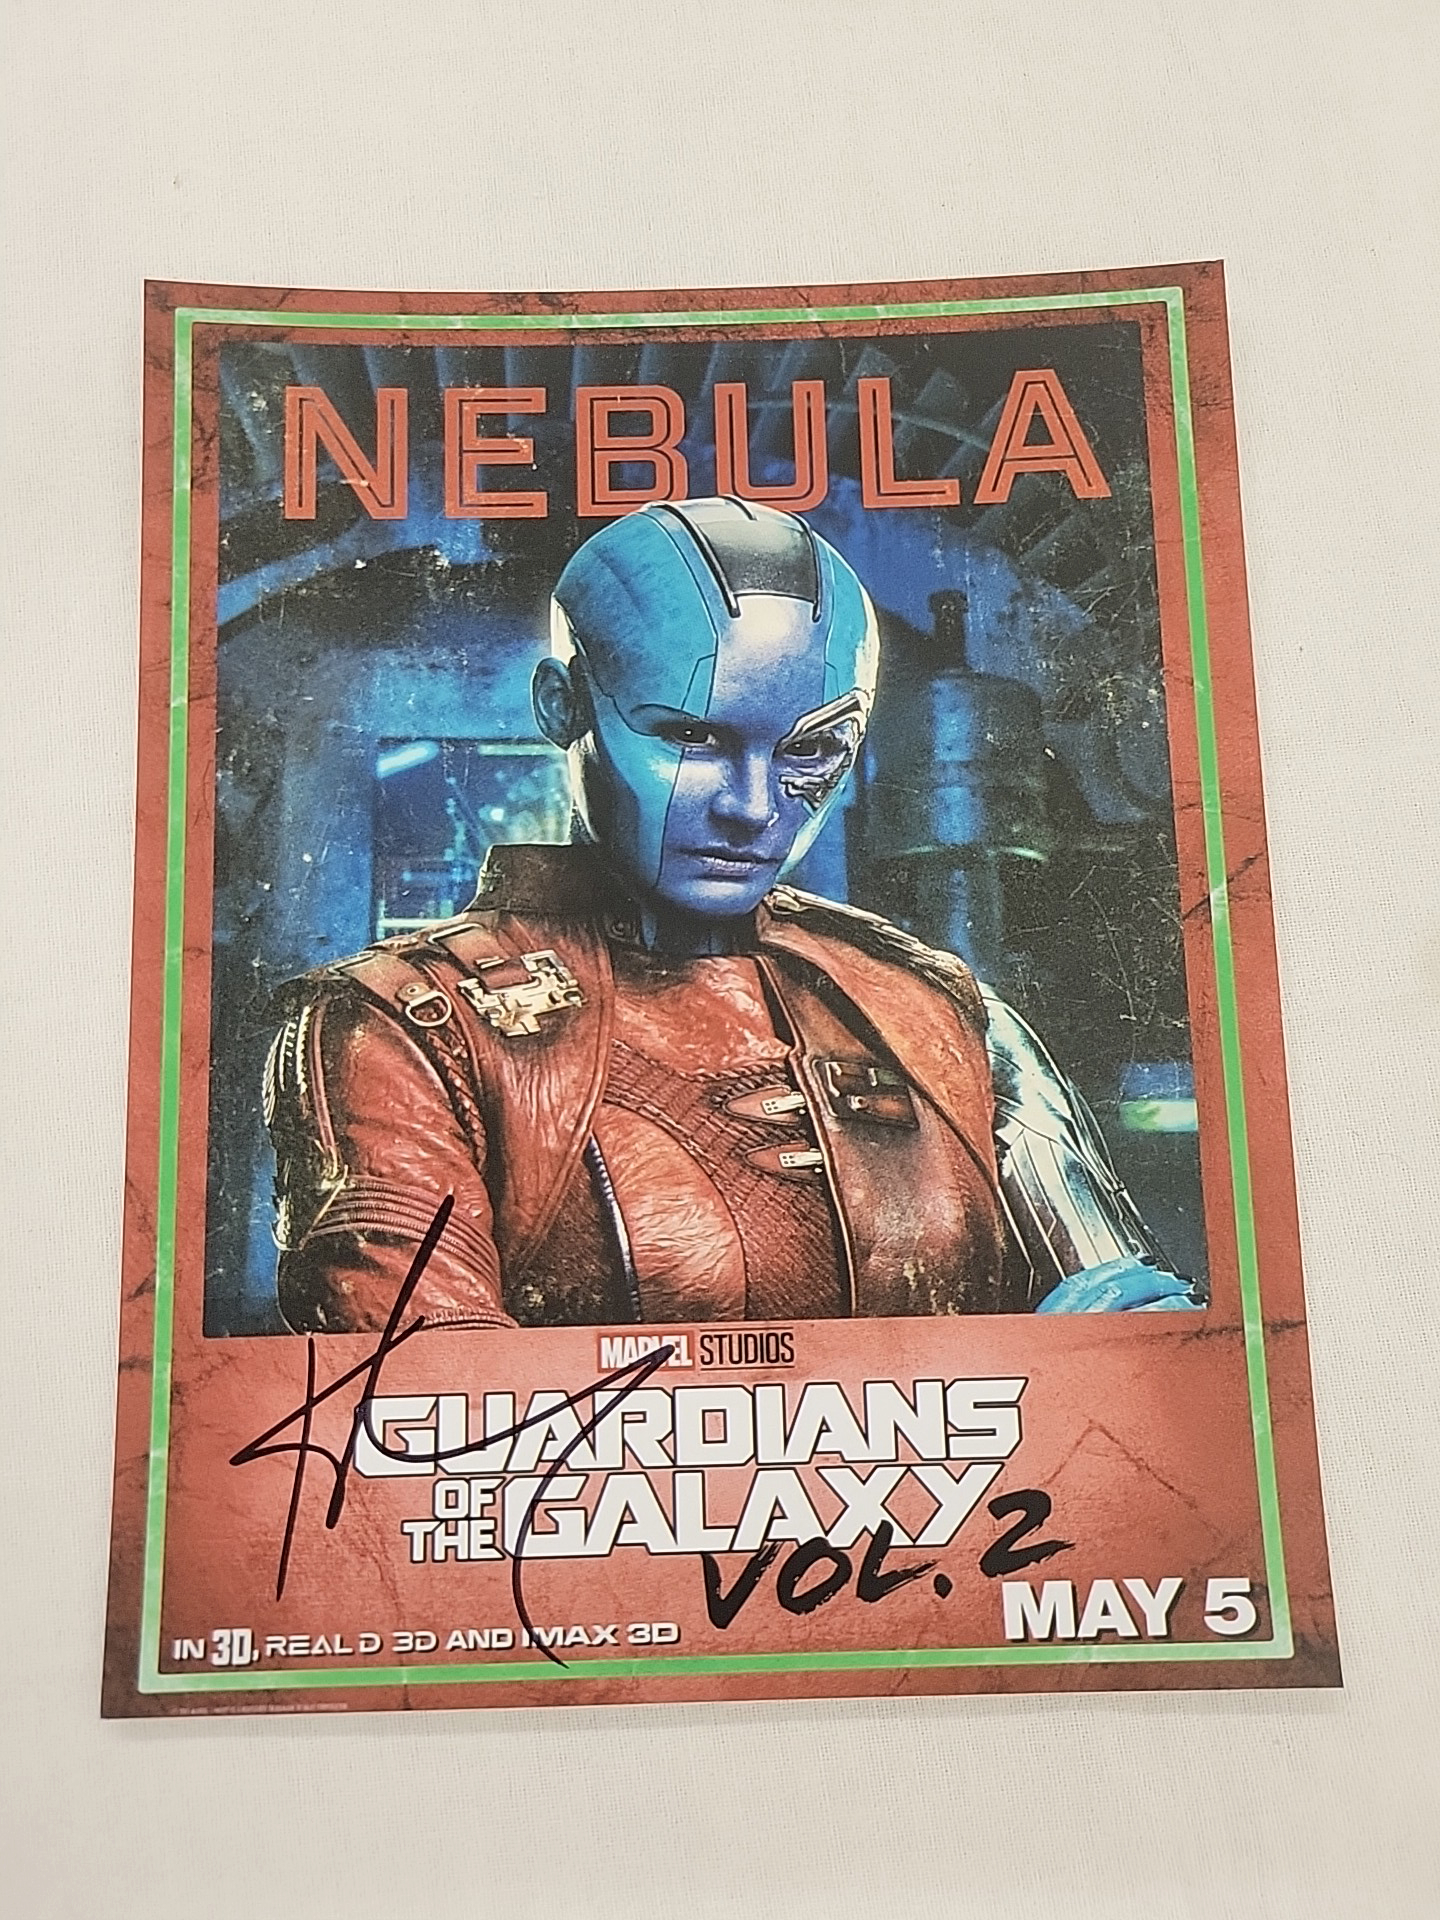 NEBULA
MARVEL STUDIOS
GUARDIANS
OF THE GALAXY
VOL. 2
MAY 5
IN 3D, REAL D 3D AND IMAX 3D